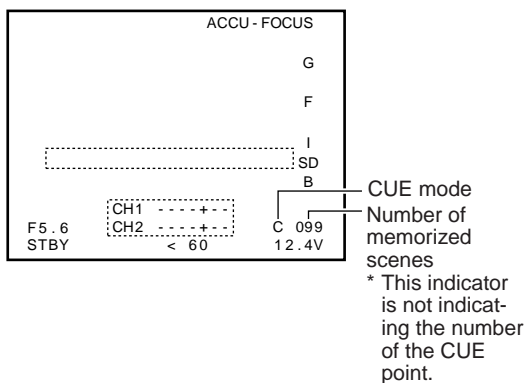 ACCU - FOCUS
G
F
I
SD
B
CH1 - - - - + - -
F5.6 CH2 - - - - + - - C 099
STBY < 60 12.4V
CUE mode
Number of
memorized
scenes
* This indicator
is not indicat-
ing the number
of the CUE
point.